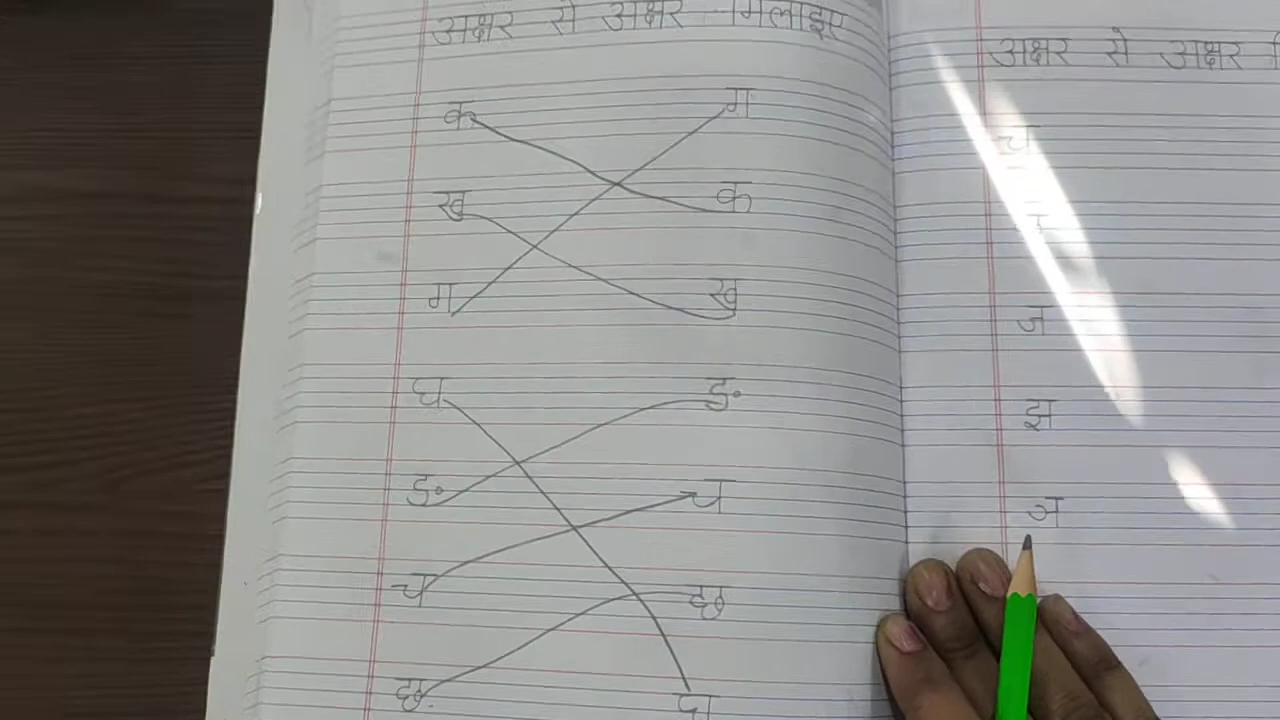 अक्षर से अक्षर मिलाइए
क ग
ख क
ग ख
घ ङ
ङ च
च छ
छ घ
अक्षर से अक्षर
च
ज
झ
ञ